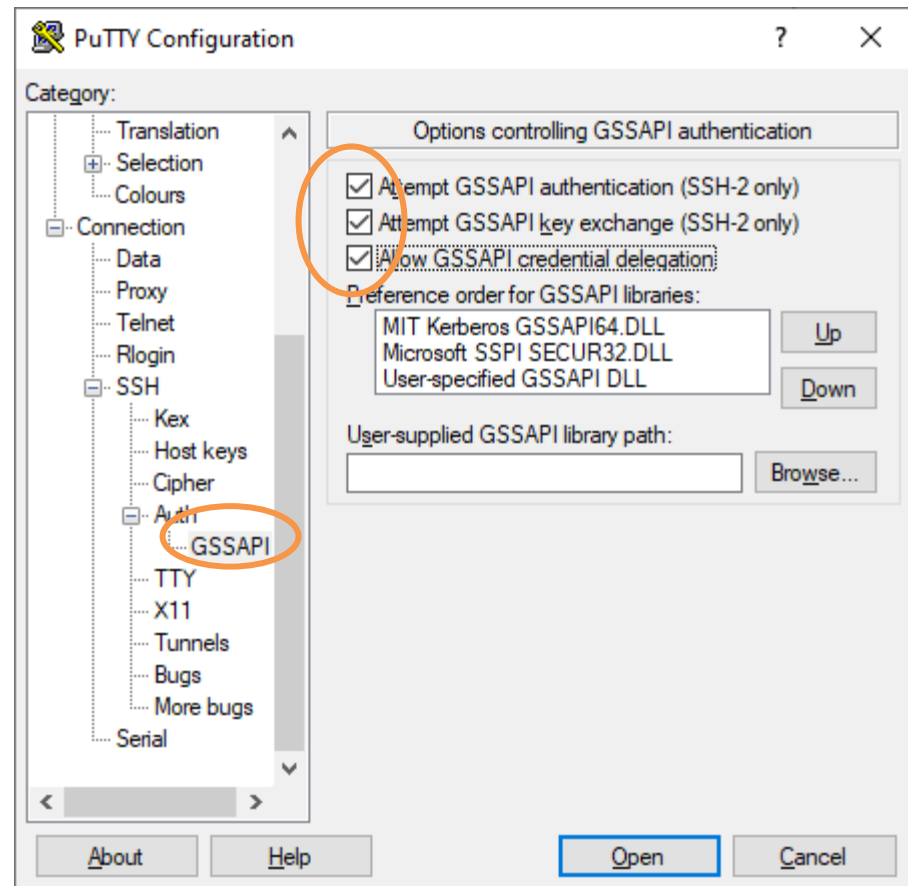 PuTTY Configuration
?
Category:
Translation
Selection
Colours
Connection
Data
Proxy
Telnet
Rlogin
SSH
Kex
Host keys
Cipher
Auth
GSSAPI
TTY
X11
Tunnels
Bugs
More bugs
Serial
Options controlling GSSAPI authentication
Attempt GSSAPI authentication (SSH-2 only)
Attempt GSSAPI key exchange (SSH-2 only)
Allow GSSAPI credential delegation
Preference order for GSSAPI libraries:
MIT Kerberos GSSAPI64.DLL
Microsoft SSPI SECUR32.DLL
User-specified GSSAPI DLL
Up
Down
User-supplied GSSAPI library path:
Browse...
About
Help
Open
Cancel